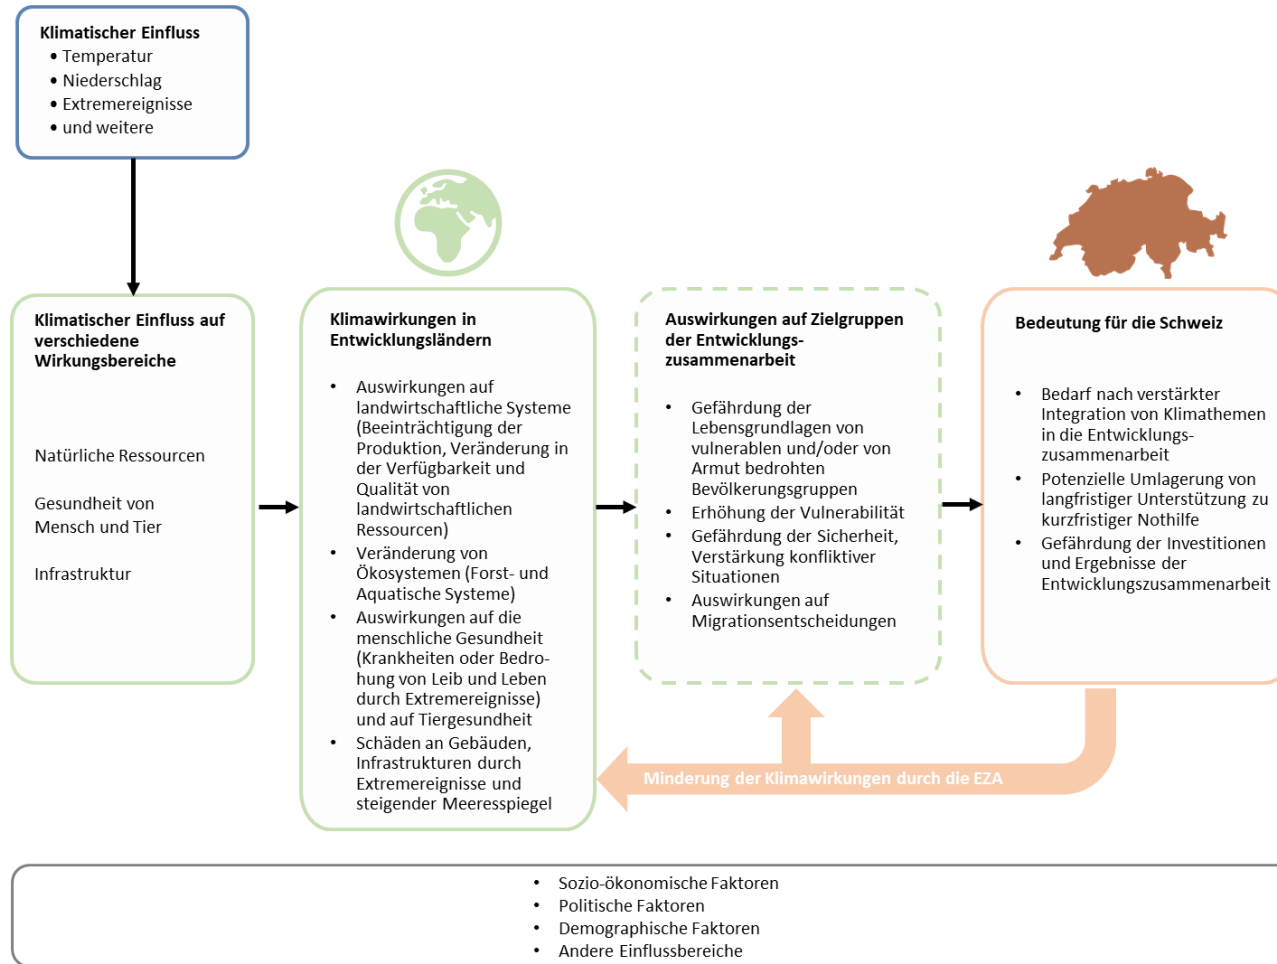 Klimatischer Einfluss
• Temperatur
• Niederschlag
• Extremereignisse
• und weitere
Klimatischer Einfluss auf
verschiedene
Wirkungsbereiche
Natürliche Ressourcen
Gesundheit von
Mensch und Tier
Infrastruktur
Klimawirkungen in
Entwicklungsländern
• Auswirkungen auf
landwirtschaftliche Systeme
(Beeinträchtigung der
Produktion, Veränderung in
der Verfügbarkeit und
Qualität von
landwirtschaftlichen
Ressourcen)
• Veränderung von
Ökosystemen (Forst- und
Aquatische Systeme)
• Auswirkungen auf die
menschliche Gesundheit
(Krankheiten oder Bedro-
hung von Leib und Leben
durch Extremereignisse)
und auf Tiergesundheit
• Schäden an Gebäuden,
Infrastrukturen durch
Extremereignisse und
steigender Meeresspiegel
Auswirkungen auf Zielgruppen
der Entwicklungs-
zusammenarbeit
• Gefährdung der
Lebensgrundlagen von
vulnerablen und/oder von
Armut bedrohten
Bevölkerungsgruppen
• Erhöhung der Vulnerabilität
• Gefährdung der Sicherheit,
Verstärkung konfliktiver
Situationen
• Auswirkungen auf
Migrationsentscheidungen
Bedeutung für die Schweiz
• Bedarf nach verstärkter
Integration von Klimathemen
in die Entwicklungs-
zusammenarbeit
• Potenzielle Umlagerung von
langfristiger Unterstützung zu
kurzfristiger Nothilfe
• Gefährdung der Investitionen
und Ergebnisse der
Entwicklungszusammenarbeit
Minderung der Klimawirkungen durch die EZA
• Sozio-ökonomische Faktoren
• Politische Faktoren
• Demographische Faktoren
• Andere Einflussbereiche